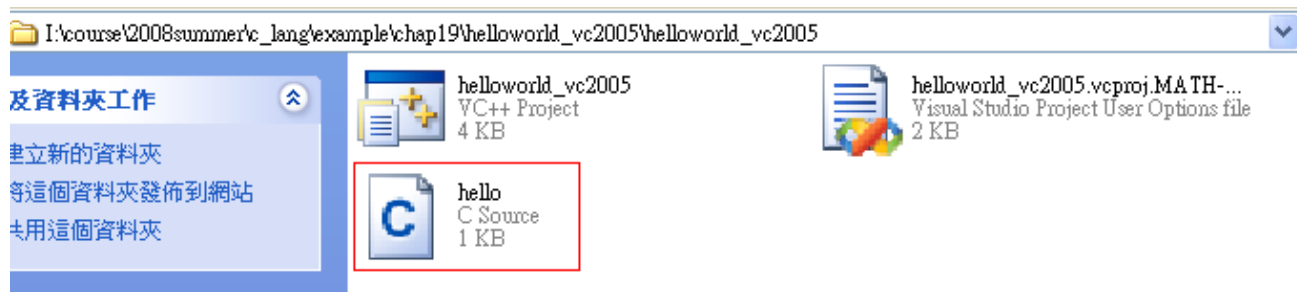 I:\course\2008summer\c_lang\example\chap19\helloworld_vc2005\helloworld_vc2005
及資料夾工作
建立新的資料夾
將這個資料夾發佈到網站
共用這個資料夾
helloworld_vc2005
VC++ Project
4 KB
helloworld_vc2005.vcproj.MATH-...
Visual Studio Project User Options file
2 KB
hello
C Source
1 KB